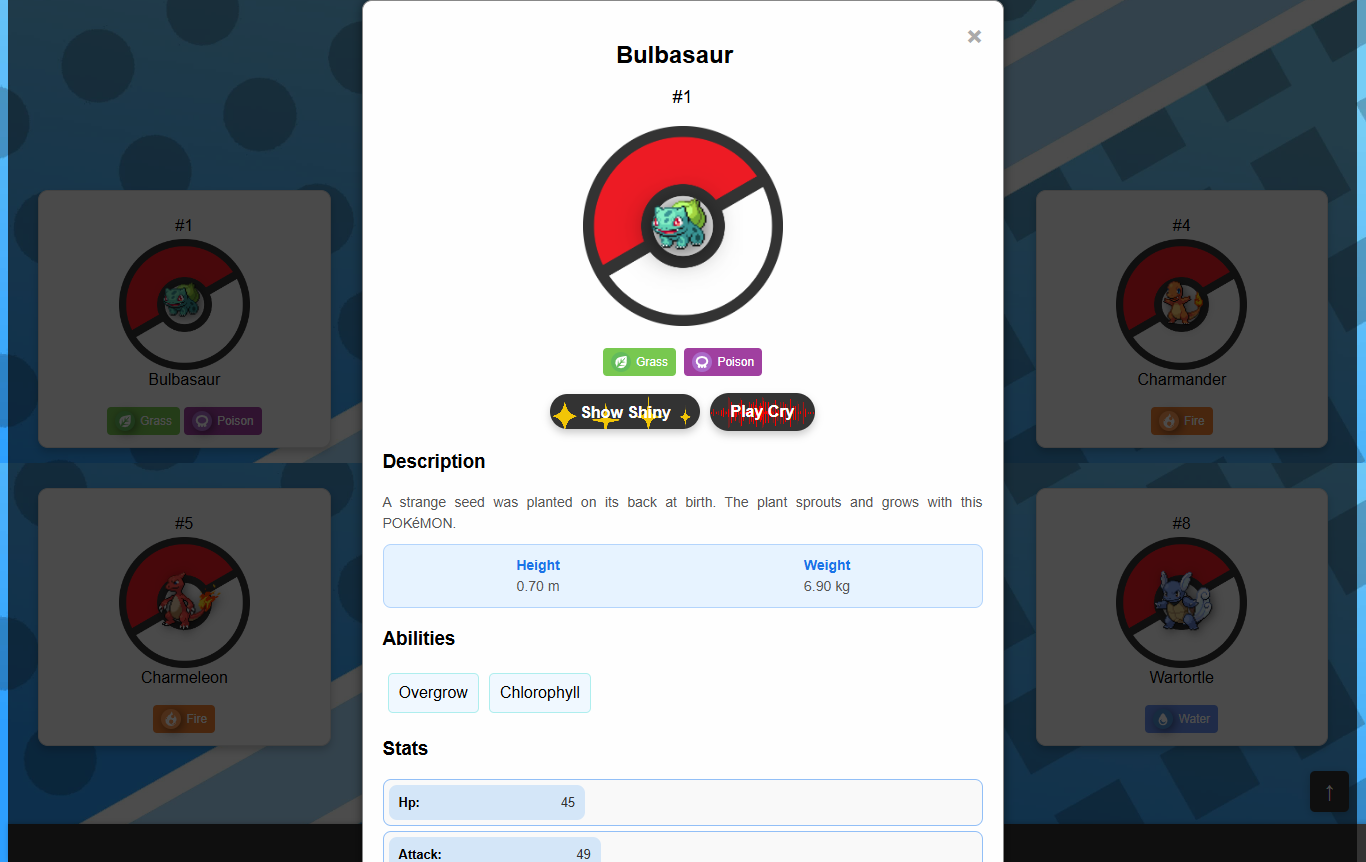 ×
Bulbasaur
#1
Grass Poison
Show Shiny Play Cry
Description
A strange seed was planted on its back at birth. The plant sprouts and grows with this
POKéMON.
Height Weight
0.70 m 6.90 kg
Abilities
Overgrow Chlorophyll
Stats
Hp: 45
Attack: 49
#1
Bulbasaur
Grass Poison
#4
Charmander
Fire
#5
Charmeleon
Fire
#8
Wartortle
Water
↑